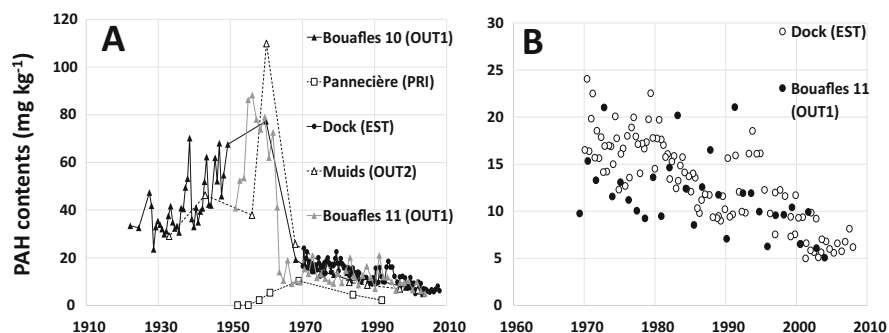 A
B
PAH contents (mg kg-1)
120
100
80
60
40
20
0
1910
1930
1950
1970
1990
2010
Bouafles 10 (OUT1)
Pannecière (PRI)
Dock (EST)
Muids (OUT2)
Bouafles 11 (OUT1)
30
25
20
15
10
5
0
1960
1970
1980
1990
2000
2010
Dock (EST)
Bouafles 11
(OUT1)